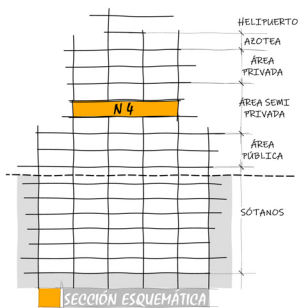 HELIPUERTO
AZOTEA
ÁREA
PRIVADA
N 4
ÁREA SEMI
PRIVADA
ÁREA
PÚBLICA
SÓTANOS
SECCIÓN ESQUEMÁTICA